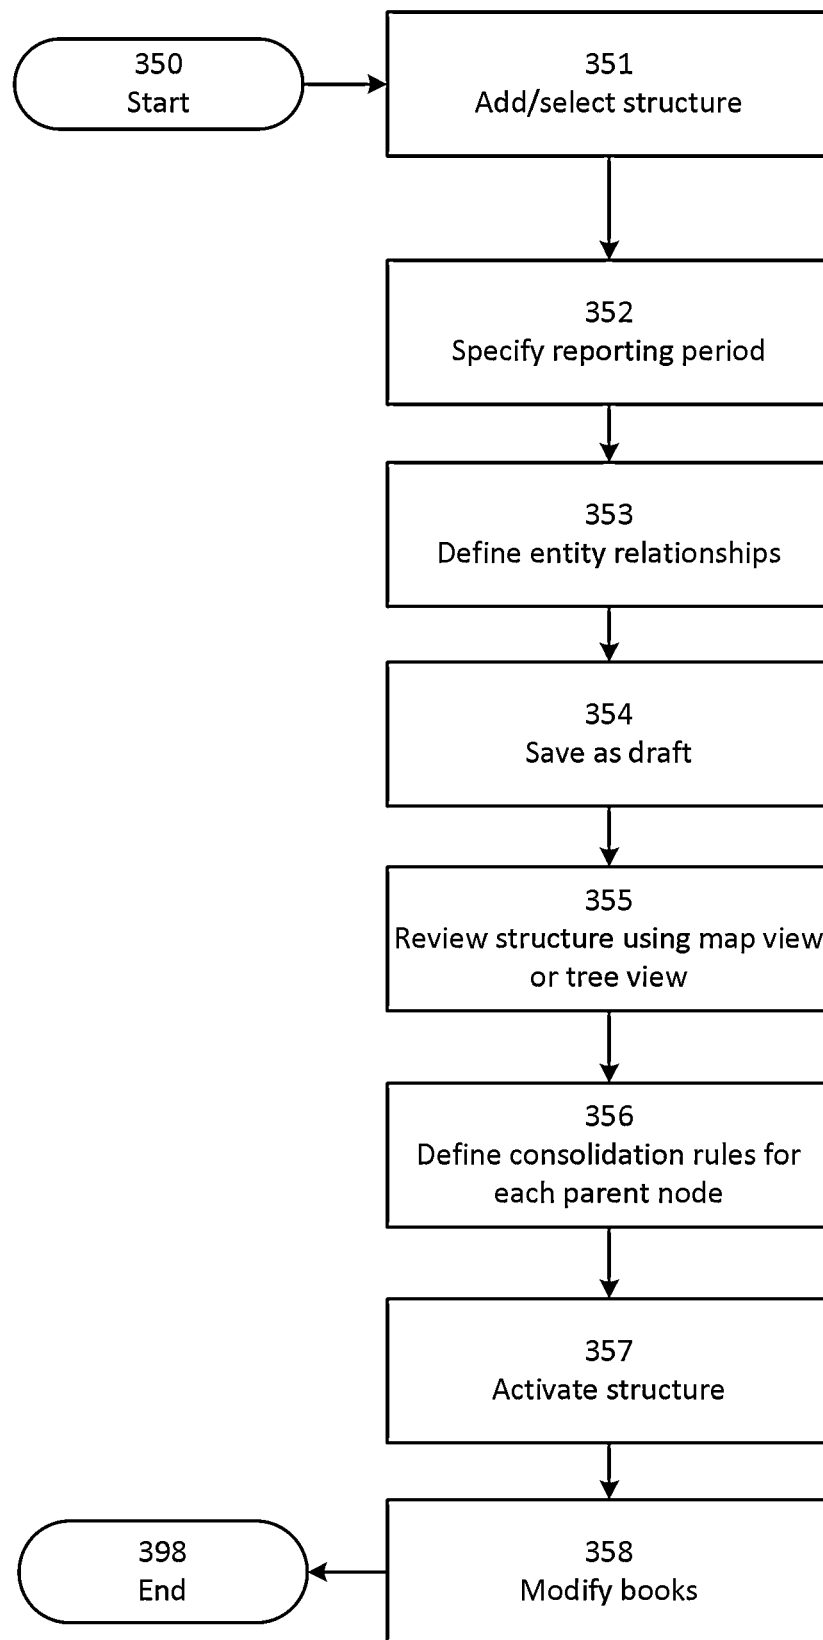 350
Start
351
Add/select structure
352
Specify reporting period
353
Define entity relationships
354
Save as draft
355
Review structure using map view
or tree view
356
Define consolidation rules for
each parent node
357
Activate structure
358
Modify books
398
End